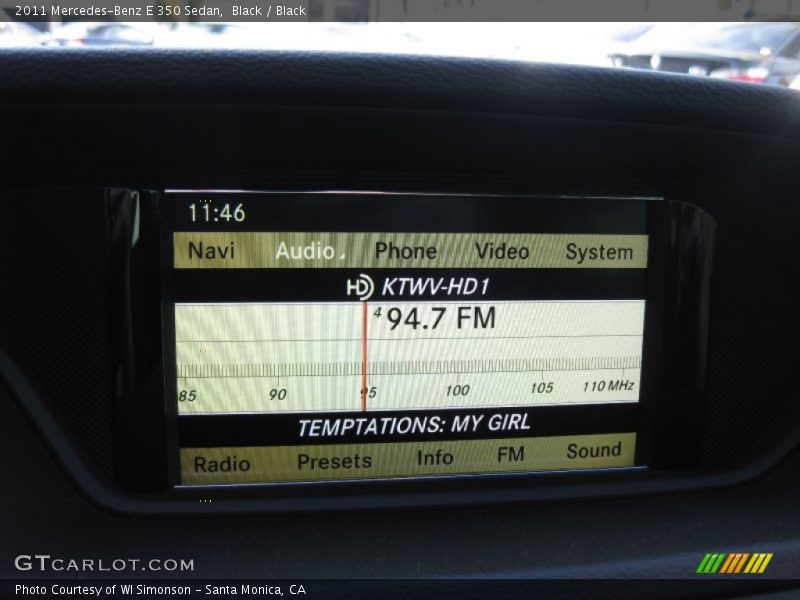 2011 Mercedes-Benz E 350 Sedan, Black / Black
11:46
Navi Audio Phone Video System
HD KTWV-HD1
4 94.7 FM
85 90 95 100 105 110 MHz
TEMPTATIONS: MY GIRL
Radio Presets Info FM Sound
GTCARLOT.COM
Photo Courtesy of WI Simonson – Santa Monica, CA